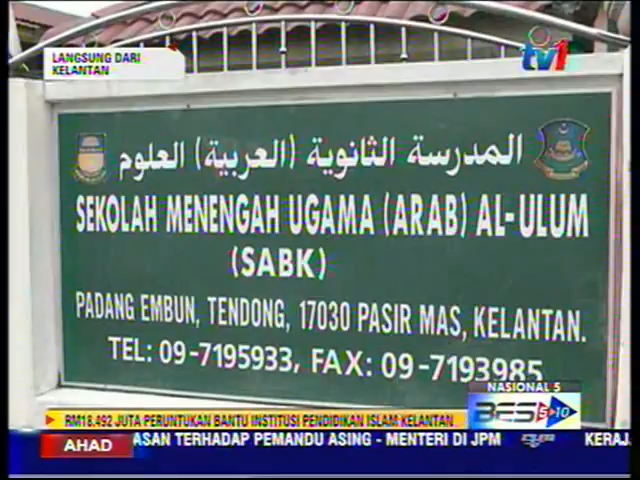 LANGSUNG DARI
KELANTAN
tv1
المدرسة الثانوية (العربية) العلوم
SEKOLAH MENENGAH UGAMA (ARAB) AL-ULUM
(SABK)
PADANG EMBUN, TENDONG, 17030 PASIR MAS, KELANTAN.
TEL: 09-7195933, FAX: 09-7193985
NASIONAL 5
5 10
RM18.492 JUTA PERUNTUKAN BANTU INSTITUSI PENDIDIKAN ISLAM KELANTAN
AHAD
ASAN TERHADAP PEMANDU ASING - MENTERI DI JPM
KERAJ